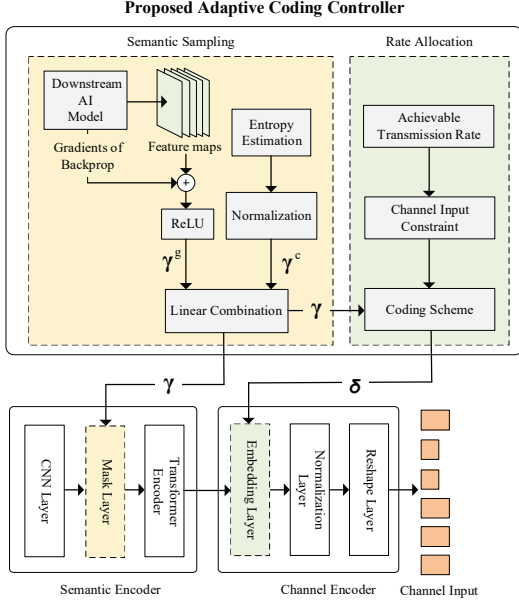 Proposed Adaptive Coding Controller
Semantic Sampling
Rate Allocation
Downstream
AI
Model
Gradients of
Backprop
Feature maps
+
ReLU
Entropy
Estimation
Normalization
γg
γc
Linear Combination
γ
Achievable
Transmission Rate
Channel Input
Constraint
Coding Scheme
γ
δ
CNN Layer
Mask Layer
Transformer
Encoder
Embedding Layer
Normalization
Layer
Reshape Layer
Semantic Encoder
Channel Encoder
Channel Input